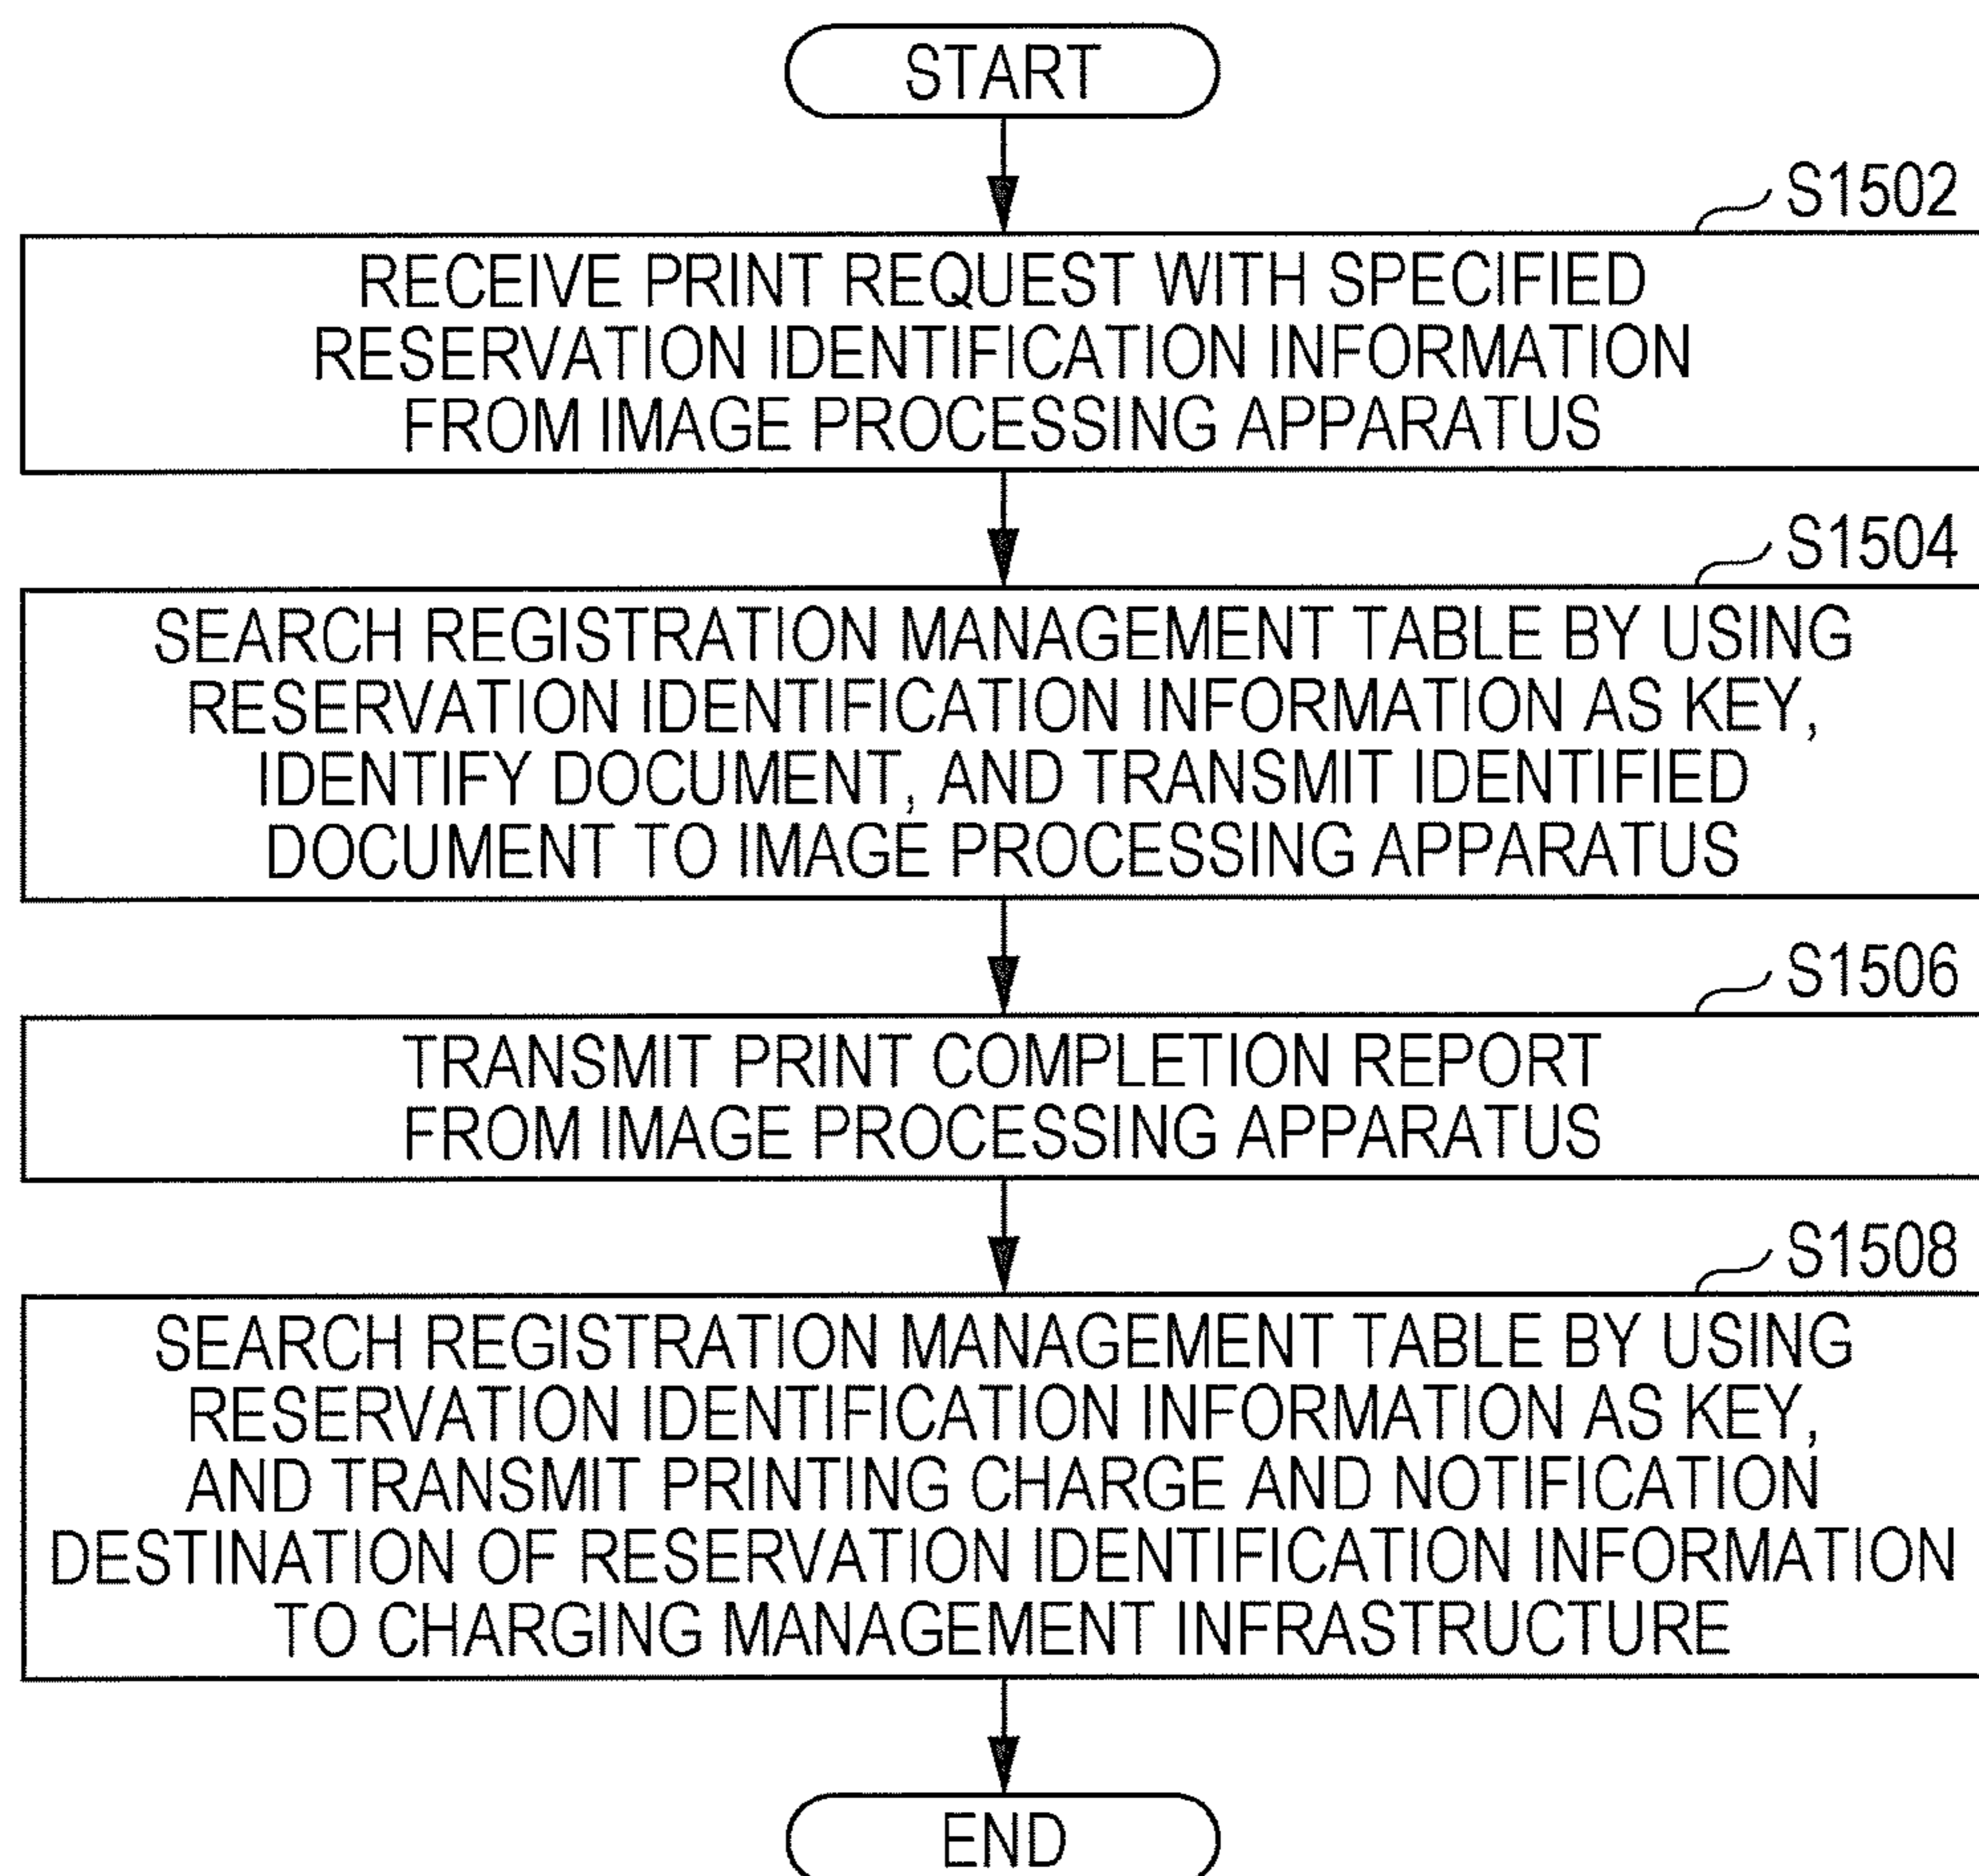 START
S1502
RECEIVE PRINT REQUEST WITH SPECIFIED
RESERVATION IDENTIFICATION INFORMATION
FROM IMAGE PROCESSING APPARATUS
S1504
SEARCH REGISTRATION MANAGEMENT TABLE BY USING
RESERVATION IDENTIFICATION INFORMATION AS KEY,
IDENTIFY DOCUMENT, AND TRANSMIT IDENTIFIED
DOCUMENT TO IMAGE PROCESSING APPARATUS
S1506
TRANSMIT PRINT COMPLETION REPORT
FROM IMAGE PROCESSING APPARATUS
S1508
SEARCH REGISTRATION MANAGEMENT TABLE BY USING
RESERVATION IDENTIFICATION INFORMATION AS KEY,
AND TRANSMIT PRINTING CHARGE AND NOTIFICATION
DESTINATION OF RESERVATION IDENTIFICATION INFORMATION
TO CHARGING MANAGEMENT INFRASTRUCTURE
END